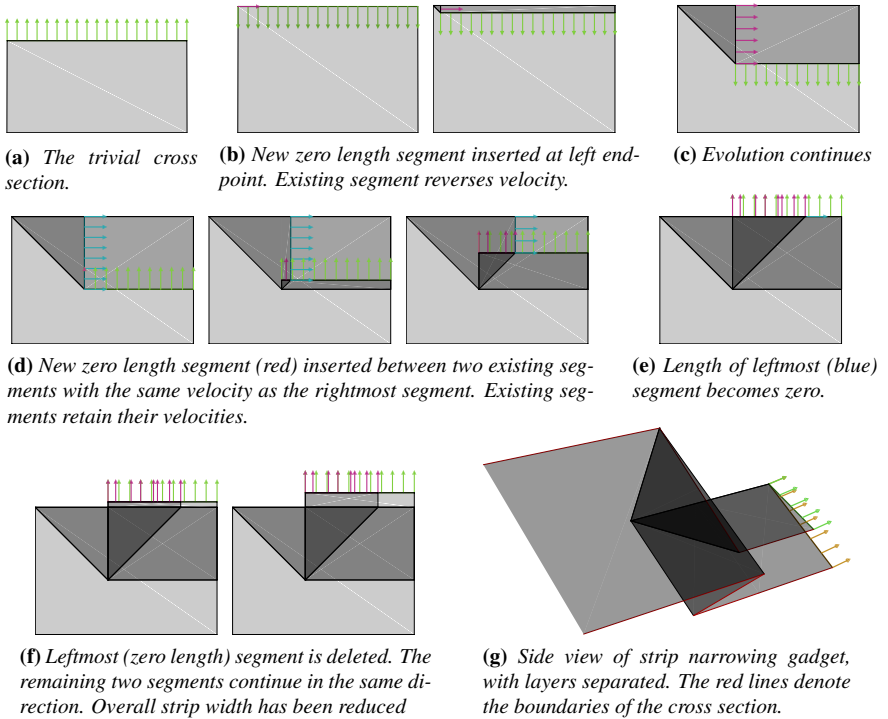 (a) The trivial cross
section.
(b) New zero length segment inserted at left end-
point. Existing segment reverses velocity.
(c) Evolution continues
(d) New zero length segment (red) inserted between two existing seg-
ments with the same velocity as the rightmost segment. Existing seg-
ments retain their velocities.
(e) Length of leftmost (blue)
segment becomes zero.
(f) Leftmost (zero length) segment is deleted. The
remaining two segments continue in the same di-
rection. Overall strip width has been reduced
(g) Side view of strip narrowing gadget,
with layers separated. The red lines denote
the boundaries of the cross section.